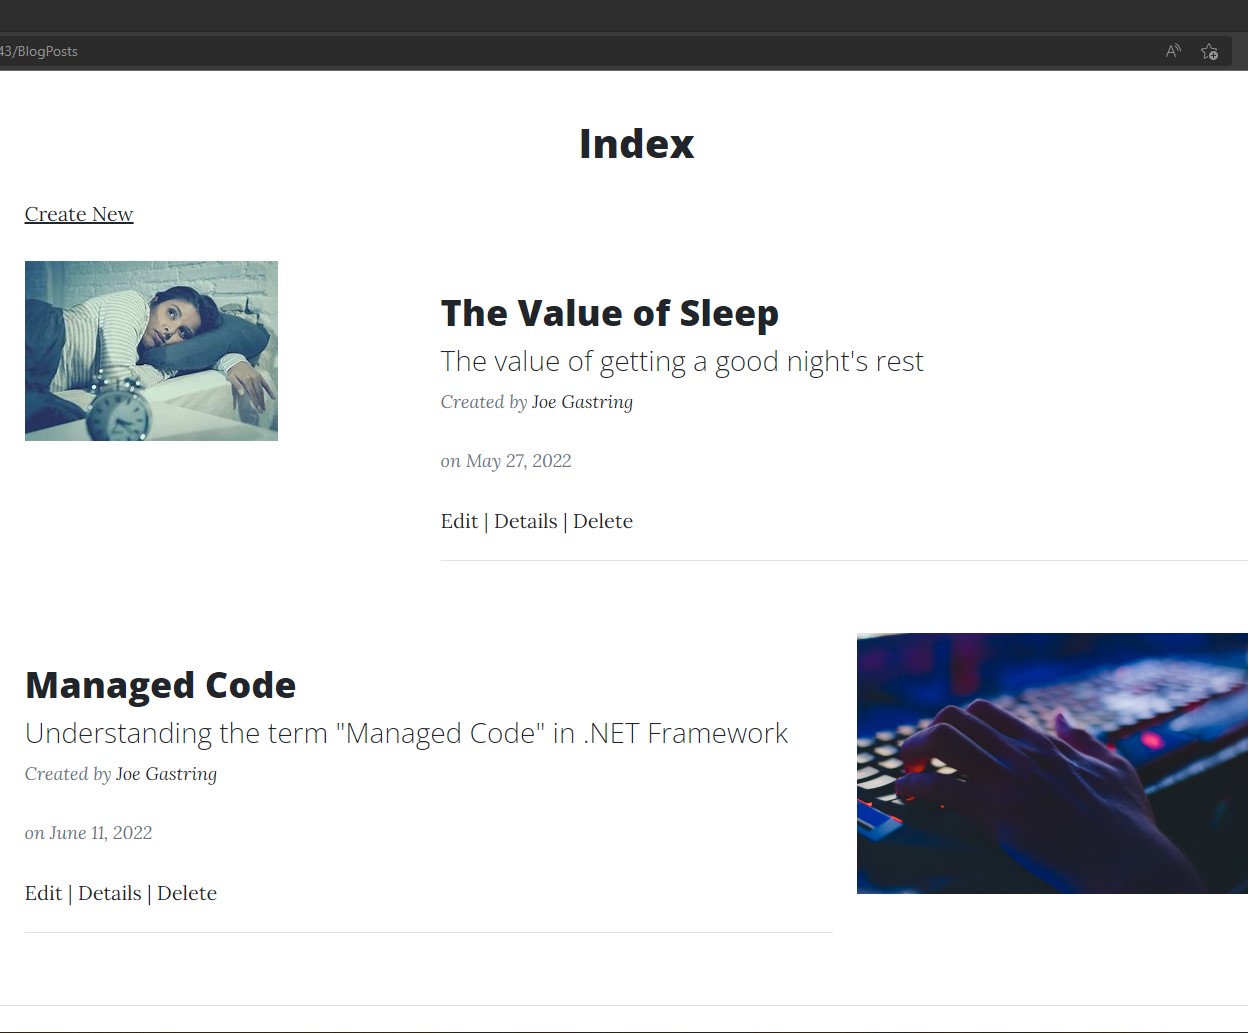 43/BlogPosts
Index
Create New
The Value of Sleep
The value of getting a good night's rest
Created by Joe Gastring
on May 27, 2022
Edit | Details | Delete
Managed Code
Understanding the term "Managed Code" in .NET Framework
Created by Joe Gastring
on June 11, 2022
Edit | Details | Delete